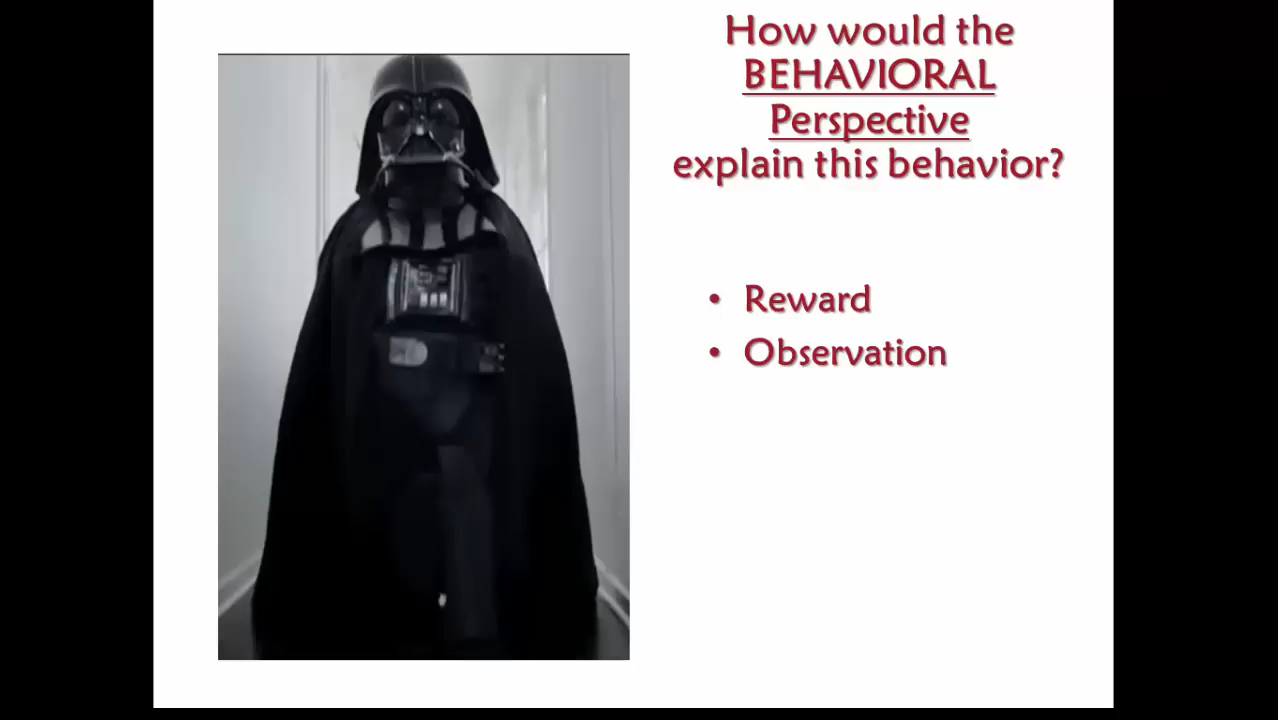 How would the
BEHAVIORAL
Perspective
explain this behavior?
• Reward
• Observation